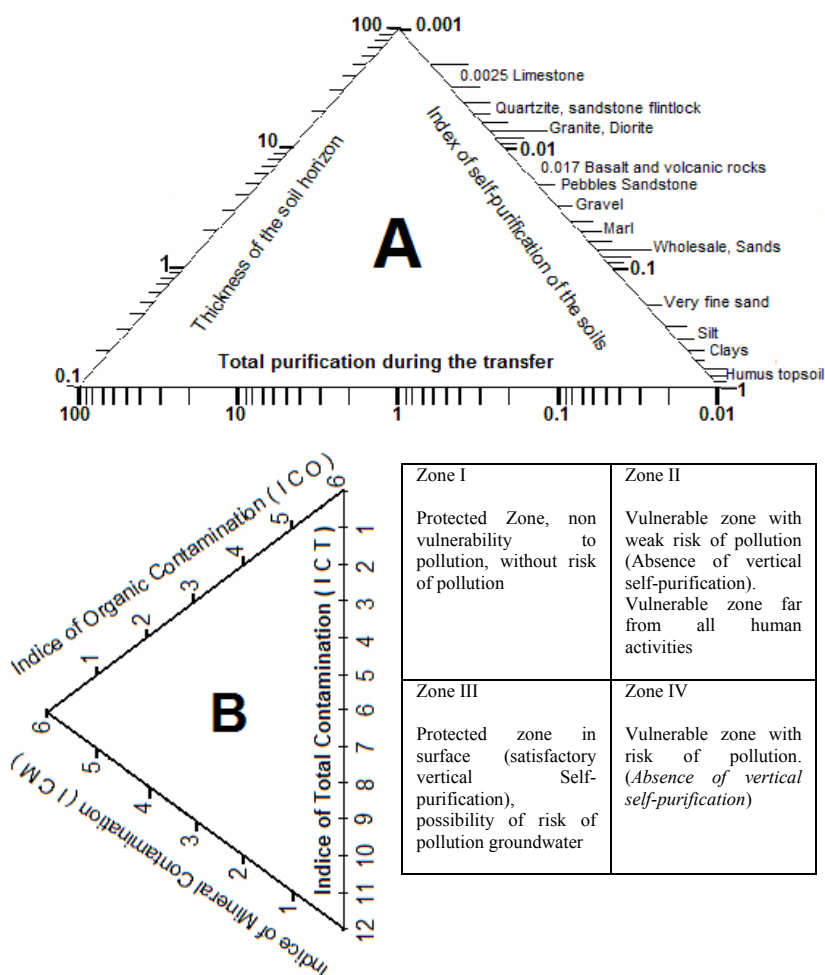 100 0.001
0.0025 Limestone
Quartzite, sandstone flintlock
Granite, Diorite
10 0.01
0.017 Basalt and volcanic rocks
Pebbles Sandstone
Gravel
Marl
Wholesale, Sands
1 0.1
Very fine sand
Silt
Clays
Humus topsoil
0.1 1
Thickness of the soil horizon
Index of self-purification of the soils
A
Total purification during the transfer
100 10 1 0.1 0.01
Indice of Organic Contamination ( I C O )
1 2 3 4 5 6
Indice of Total Contamination ( I C T )
1 2 3 4 5 6 7 8 9 10 11 12
B
Indice of Mineral Contamination ( I C M )
6 5 4 3 2 1
Zone I
Protected Zone, non
vulnerability to
pollution, without risk
of pollution
Zone II
Vulnerable zone with
weak risk of pollution
(Absence of vertical
self-purification).
Vulnerable zone far
from all human
activities
Zone III
Protected zone in
surface (satisfactory
vertical Self-
purification),
possibility of risk of
pollution groundwater
Zone IV
Vulnerable zone with
risk of pollution.
(Absence of vertical
self-purification)